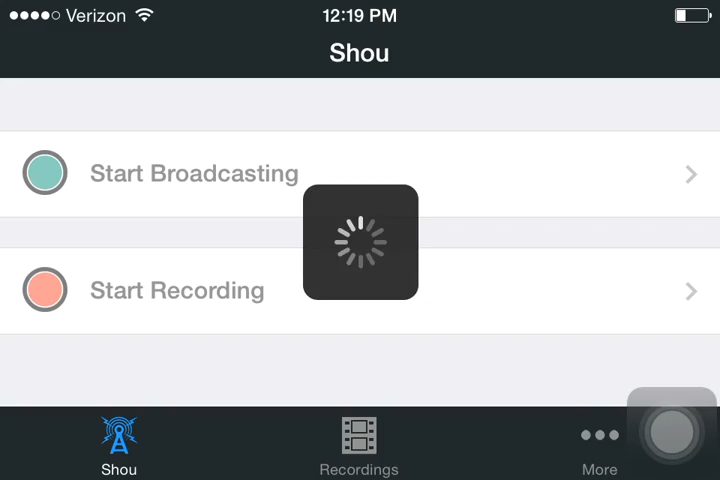 Verizon 12:19 PM
Shou
Start Broadcasting
Start Recording
Shou Recordings More